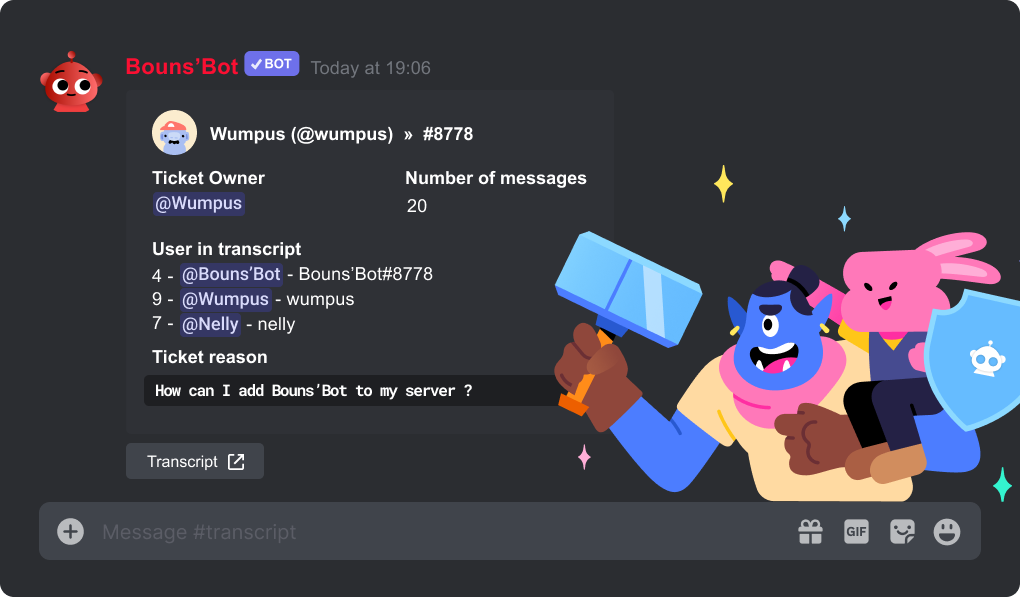 Bouns’Bot ✓BOT Today at 19:06
Wumpus (@wumpus) » #8778
Ticket Owner
@Wumpus
Number of messages
20
User in transcript
4 - @Bouns’Bot - Bouns’Bot#8778
9 - @Wumpus - wumpus
7 - @Nelly - nelly
Ticket reason
How can I add Bouns’Bot to my server ?
Transcript
Message #transcript
GIF